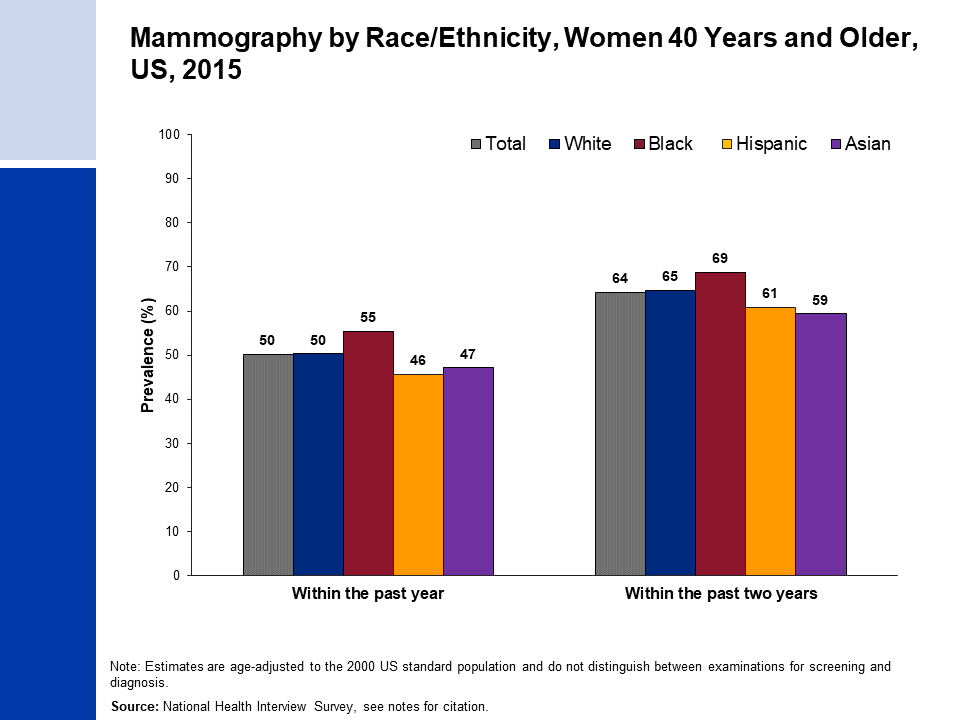 Mammography by Race/Ethnicity, Women 40 Years and Older,
US, 2015
Total White Black Hispanic Asian
100
90
80
70
60
50
40
30
20
10
0
Prevalence (%)
50 50 55 46 47
64 65 69 61 59
Within the past year Within the past two years
Note: Estimates are age-adjusted to the 2000 US standard population and do not distinguish between examinations for screening and
diagnosis.
Source: National Health Interview Survey, see notes for citation.